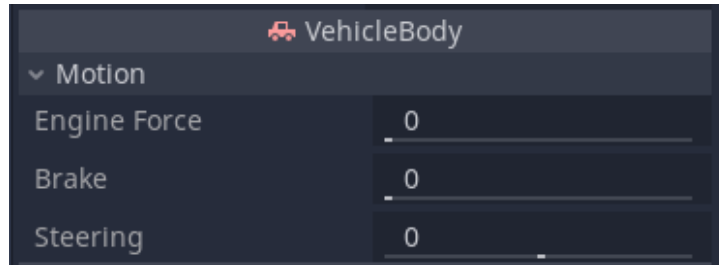 VehicleBody
Motion
Engine Force 0
Brake 0
Steering 0